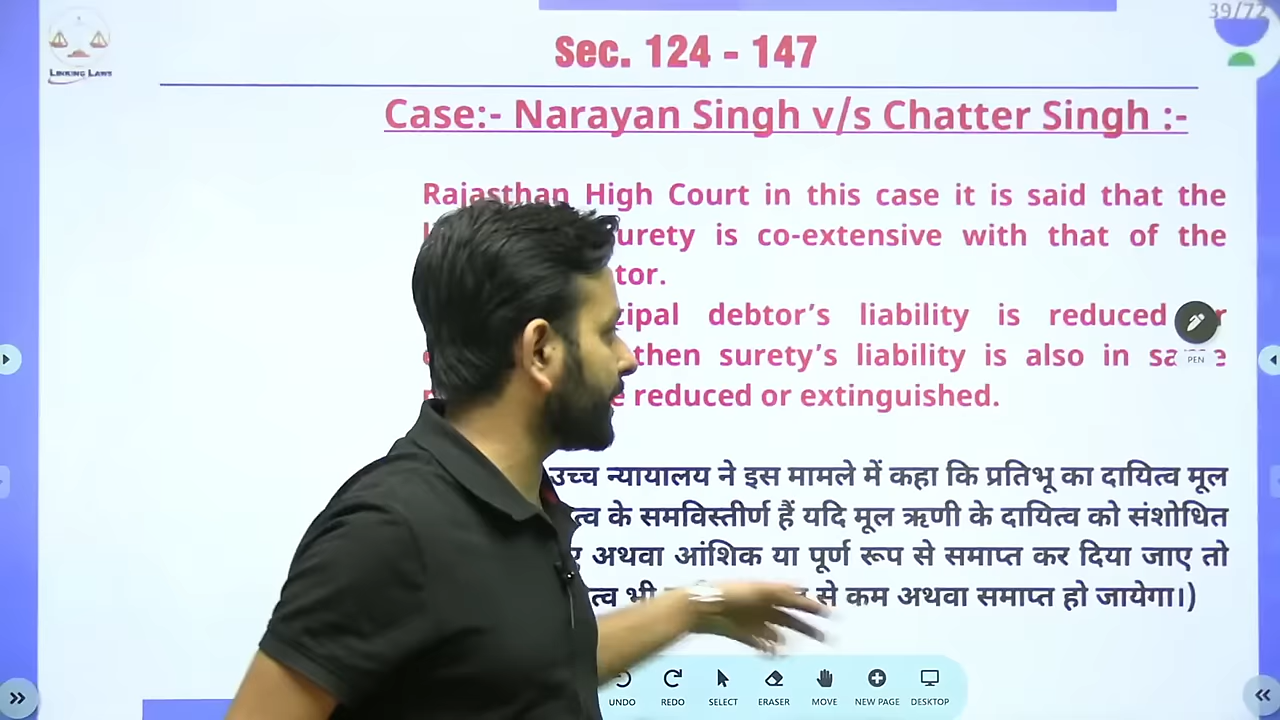 39/72
LINKING LAWS
Sec. 124 - 147
Case:- Narayan Singh v/s Chatter Singh :-
Rajasthan High Court in this case it is said that the
urety is co-extensive with that of the
tor.
cipal debtor’s liability is reduced r
then surety’s liability is also in sa e
PEN
e reduced or extinguished.
उच्च न्यायालय ने इस मामले में कहा कि प्रतिभू का दायित्व मूल
त्व के समविस्तीर्ण हैं यदि मूल ऋणी के दायित्व को संशोधित
अथवा आंशिक या पूर्ण रूप से समाप्त कर दिया जाए तो
त्व भी से कम अथवा समाप्त हो जायेगा।)
UNDO REDO SELECT ERASER MOVE NEW PAGE DESKTOP